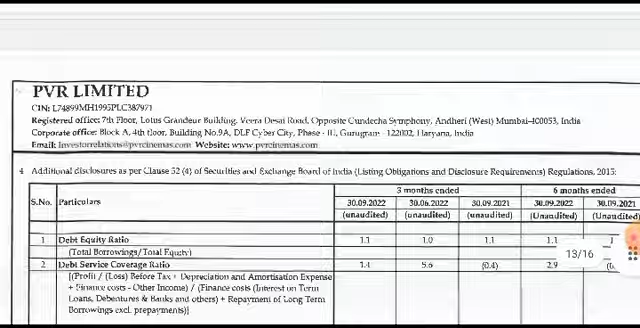 PVR LIMITED
CIN: L74899MH1995PLC387971
Registered office: 7th Floor, Lotus Grandeur Building, Veera Desai Road, Opposite Gundecha Symphony, Andheri (West) Mumbai-400053, India
Corporate office: Block A, 4th floor, Building No.9A, DLF Cyber City, Phase - III, Gurugram - 122002, Haryana, India
Email: investorrelations@pvrcinemas.com Website: www.pvrcinemas.com
4 Additional disclosures as per Clause 52 (4) of Securities and Exchange Board of India (Listing Obligations and Disclosure Requirements) Regulations, 2015:
3 months ended 6 months ended
S.No. Particulars 30.09.2022 30.06.2022 30.09.2021 30.09.2022 30.09.2021
(unaudited) (unaudited) (unaudited) (Unaudited) (Unaudited)
1 Debt Equity Ratio 1.1 1.0 1.1 1.1
(Total Borrowings/Total Equity)
13/16
2 Debt Service Coverage Ratio 1.4 5.6 (0.4) 2.9
[(Profit / (Loss) Before Tax + Depreciation and Amortisation Expense
+ Finance costs - Other Income) / (Finance costs (Interest on Term
Loans, Debentures & Banks and others) + Repayment of Long Term
Borrowings excl. prepayments)]